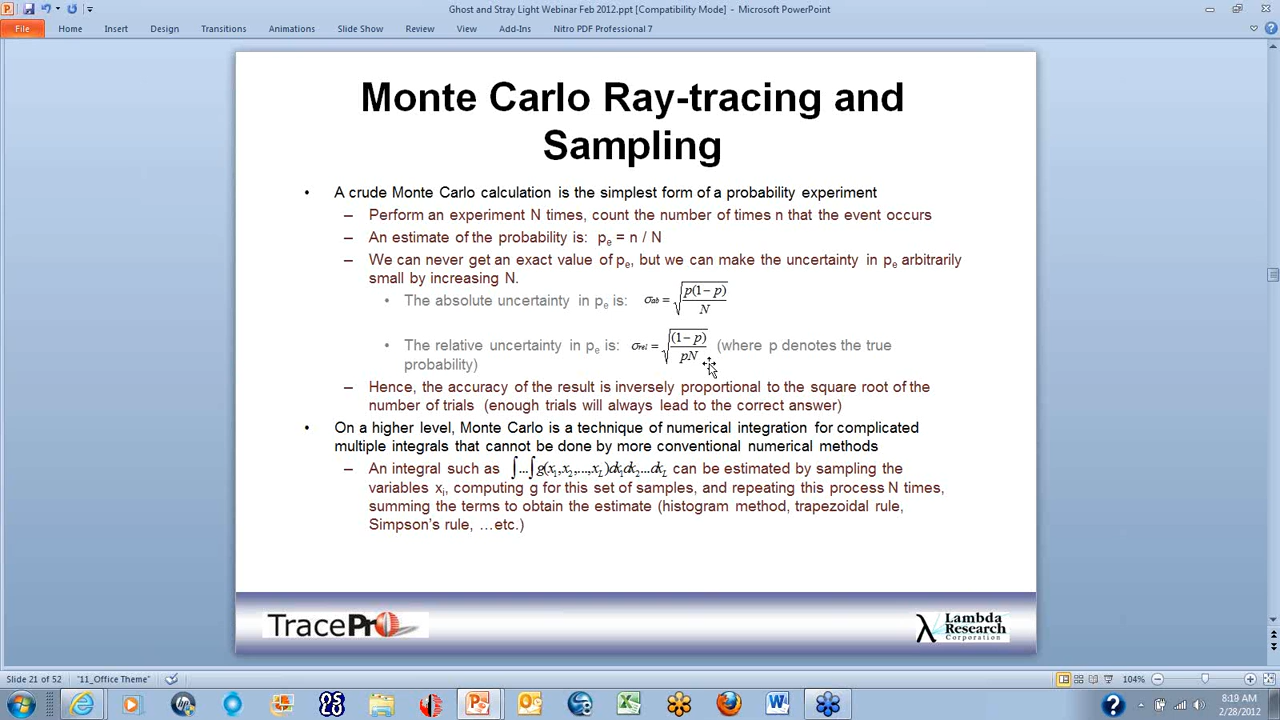 Ghost and Stray Light Webinar Feb 2012.ppt [Compatibility Mode] - Microsoft PowerPoint
File Home Insert Design Transitions Animations Slide Show Review View Add-Ins Nitro PDF Professional 7
Monte Carlo Ray-tracing and
Sampling
• A crude Monte Carlo calculation is the simplest form of a probability experiment
– Perform an experiment N times, count the number of times n that the event occurs
– An estimate of the probability is: pₑ = n / N
– We can never get an exact value of pₑ, but we can make the uncertainty in pₑ arbitrarily
small by increasing N.
• The absolute uncertainty in pₑ is: σ_ab = √(p(1−p)/N)
• The relative uncertainty in pₑ is: σ_rel = √((1−p)/pN) (where p denotes the true
probability)
– Hence, the accuracy of the result is inversely proportional to the square root of the
number of trials (enough trials will always lead to the correct answer)
• On a higher level, Monte Carlo is a technique of numerical integration for complicated
multiple integrals that cannot be done by more conventional numerical methods
– An integral such as ∫...∫g(x₁,x₂,...,x_L)dx₁dx₂...dx_L can be estimated by sampling the
variables xᵢ, computing g for this set of samples, and repeating this process N times,
summing the terms to obtain the estimate (histogram method, trapezoidal rule,
Simpson's rule, …etc.)
TracePro
λ Lambda
Research
Corporation
Slide 21 of 52 "11_Office Theme" 104%
8:19 AM
2/28/2012